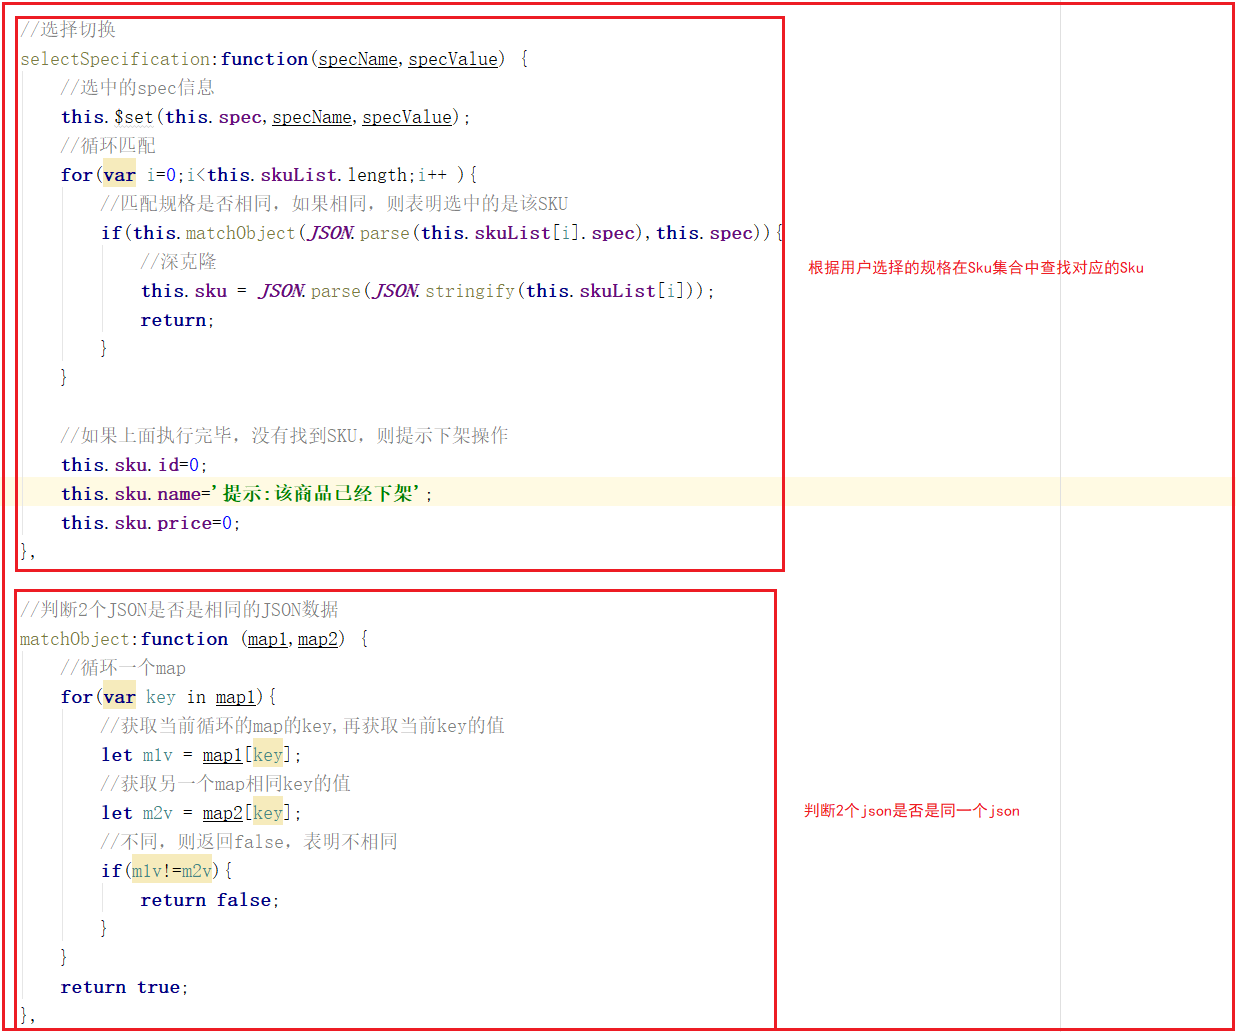 //选择切换
selectSpecification:function(specName,specValue) {
//选中的spec信息
this.$set(this.spec,specName,specValue);
//循环匹配
for(var i=0;i<this.skuList.length;i++ ){
//匹配规格是否相同，如果相同，则表明选中的是该SKU
if(this.matchObject(JSON.parse(this.skuList[i].spec),this.spec)){
//深克隆
this.sku = JSON.parse(JSON.stringify(this.skuList[i]));
return;
}
}
根据用户选择的规格在Sku集合中查找对应的Sku
//如果上面执行完毕，没有找到SKU，则提示下架操作
this.sku.id=0;
this.sku.name='提示:该商品已经下架';
this.sku.price=0;
},
//判断2个JSON是否是相同的JSON数据
matchObject:function (map1,map2) {
//循环一个map
for(var key in map1){
//获取当前循环的map的key,再获取当前key的值
let m1v = map1[key];
//获取另一个map相同key的值
let m2v = map2[key];
//不同，则返回false，表明不相同
if(m1v!=m2v){
return false;
}
}
return true;
},
判断2个json是否是同一个json